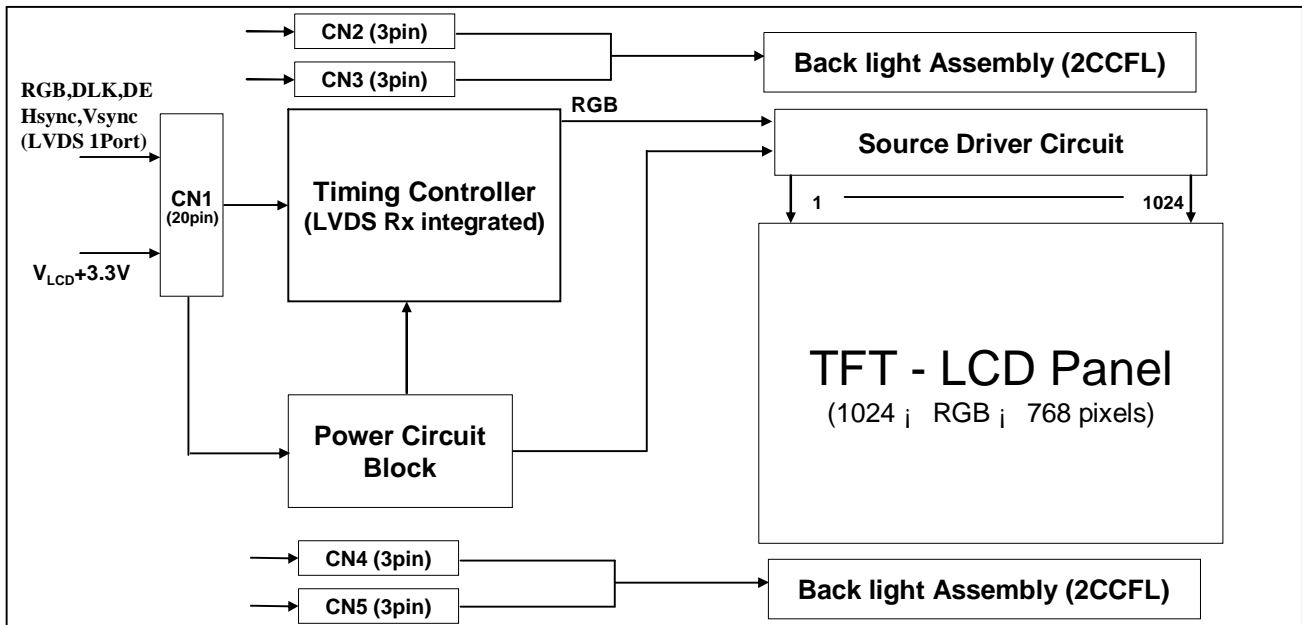 CN2 (3pin)
CN3 (3pin)
Back light Assembly (2CCFL)
RGB,DLK,DE
Hsync,Vsync
(LVDS 1Port)
CN1
(20pin)
VLCD+3.3V
Timing Controller
(LVDS Rx integrated)
RGB
Source Driver Circuit
1
1024
TFT - LCD Panel
(1024 ¡ RGB ¡ 768 pixels)
Power Circuit
Block
CN4 (3pin)
CN5 (3pin)
Back light Assembly (2CCFL)